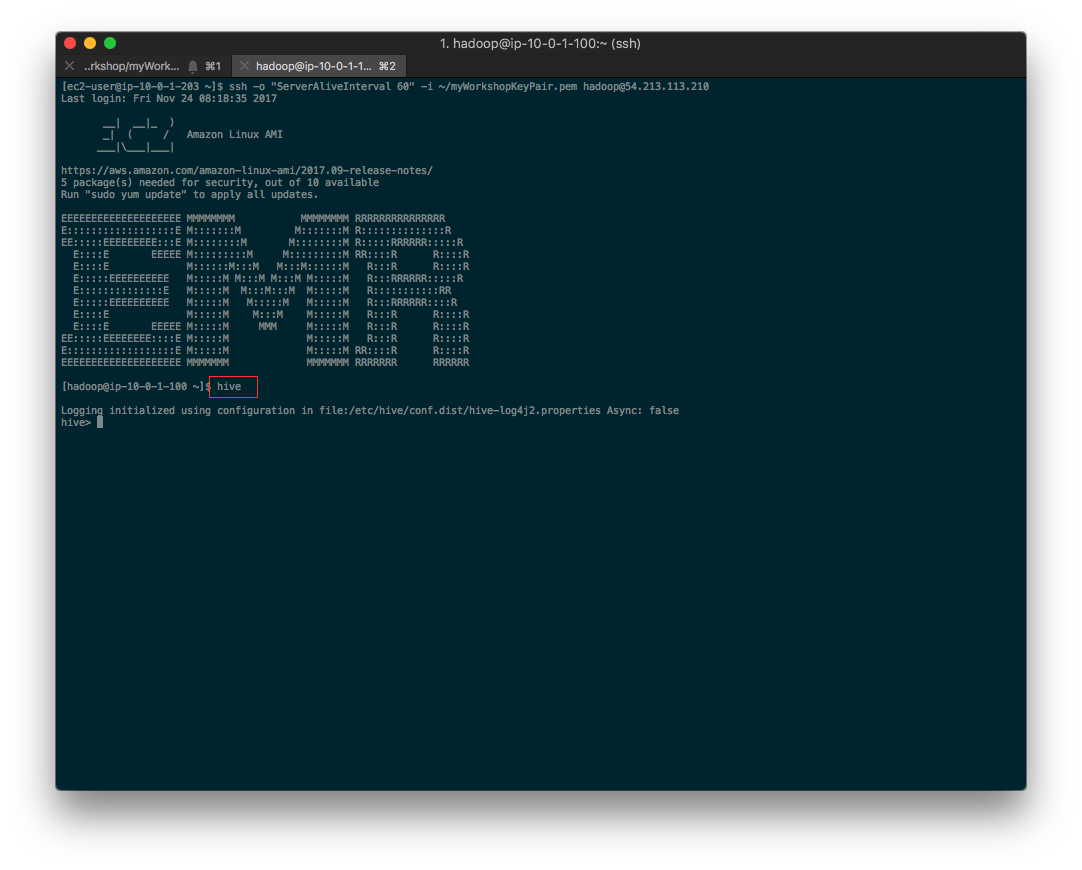 1. hadoop@ip-10-0-1-100:~ (ssh)
..rkshop/myWork... ⌘1 hadoop@ip-10-0-1-1... ⌘2
[ec2-user@ip-10-0-1-203 ~]$ ssh -o "ServerAliveInterval 60" -i ~/myWorkshopKeyPair.pem hadoop@54.213.113.210
Last login: Fri Nov 24 08:18:35 2017
       __|  __|_  )
       _|  (     /   Amazon Linux AMI
      ___|\___|___|
https://aws.amazon.com/amazon-linux-ami/2017.09-release-notes/
5 package(s) needed for security, out of 10 available
Run "sudo yum update" to apply all updates.
EEEEEEEEEEEEEEEEEEEE MMMMMMMM           MMMMMMMM RRRRRRRRRRRRRRR
E::::::::::::::::::E M:::::::M         M:::::::M R::::::::::::::R
EE:::::EEEEEEEEE:::E M::::::::M       M::::::::M R:::::RRRRRR:::::R
  E::::E       EEEEE M:::::::::M     M:::::::::M RR::::R      R::::R
  E::::E             M::::::M:::M   M:::M::::::M   R:::R      R::::R
  E:::::EEEEEEEEEE   M:::::M M:::M M:::M M:::::M   R:::RRRRRR:::::R
  E::::::::::::::E   M:::::M  M:::M:::M  M:::::M   R:::::::::::RR
  E:::::EEEEEEEEEE   M:::::M   M:::::M   M:::::M   R:::RRRRRR::::R
  E::::E             M:::::M    M:::M    M:::::M   R:::R      R::::R
  E::::E       EEEEE M:::::M     MMM     M:::::M   R:::R      R::::R
EE:::::EEEEEEEE::::E M:::::M             M:::::M   R:::R      R::::R
E::::::::::::::::::E M:::::M             M:::::M RR::::R      R::::R
EEEEEEEEEEEEEEEEEEEE MMMMMMM             MMMMMMM RRRRRRR      RRRRRR
[hadoop@ip-10-0-1-100 ~]$ hive
Logging initialized using configuration in file:/etc/hive/conf.dist/hive-log4j2.properties Async: false
hive>